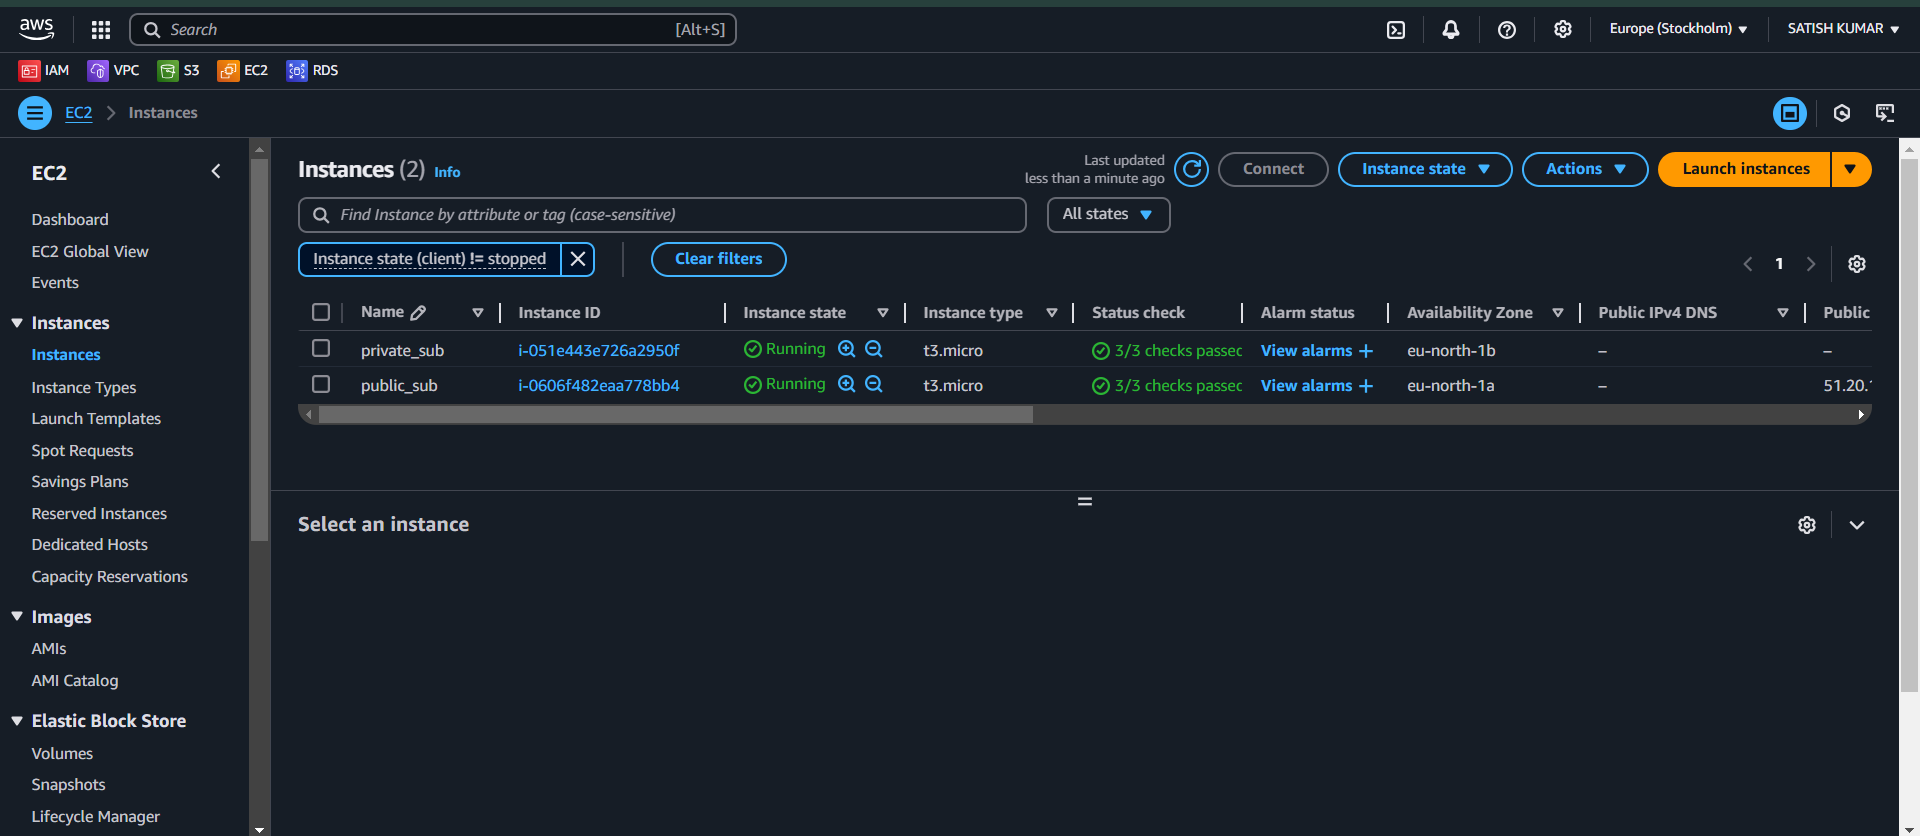 aws
Search [Alt+S]
Europe (Stockholm)
SATISH KUMAR
IAM
VPC
S3
EC2
RDS
EC2 > Instances
EC2
Dashboard
EC2 Global View
Events
Instances
Instances
Instance Types
Launch Templates
Spot Requests
Savings Plans
Reserved Instances
Dedicated Hosts
Capacity Reservations
Images
AMIs
AMI Catalog
Elastic Block Store
Volumes
Snapshots
Lifecycle Manager
Instances (2) Info
Last updated
less than a minute ago
Connect
Instance state
Actions
Launch instances
Find Instance by attribute or tag (case-sensitive)
All states
Instance state (client) != stopped
Clear filters
1
Name Instance ID Instance state Instance type Status check Alarm status Availability Zone Public IPv4 DNS Public
private_sub i-051e443e726a2950f Running t3.micro 3/3 checks passec View alarms + eu-north-1b – –
public_sub i-0606f482eaa778bb4 Running t3.micro 3/3 checks passec View alarms + eu-north-1a – 51.20.
Select an instance